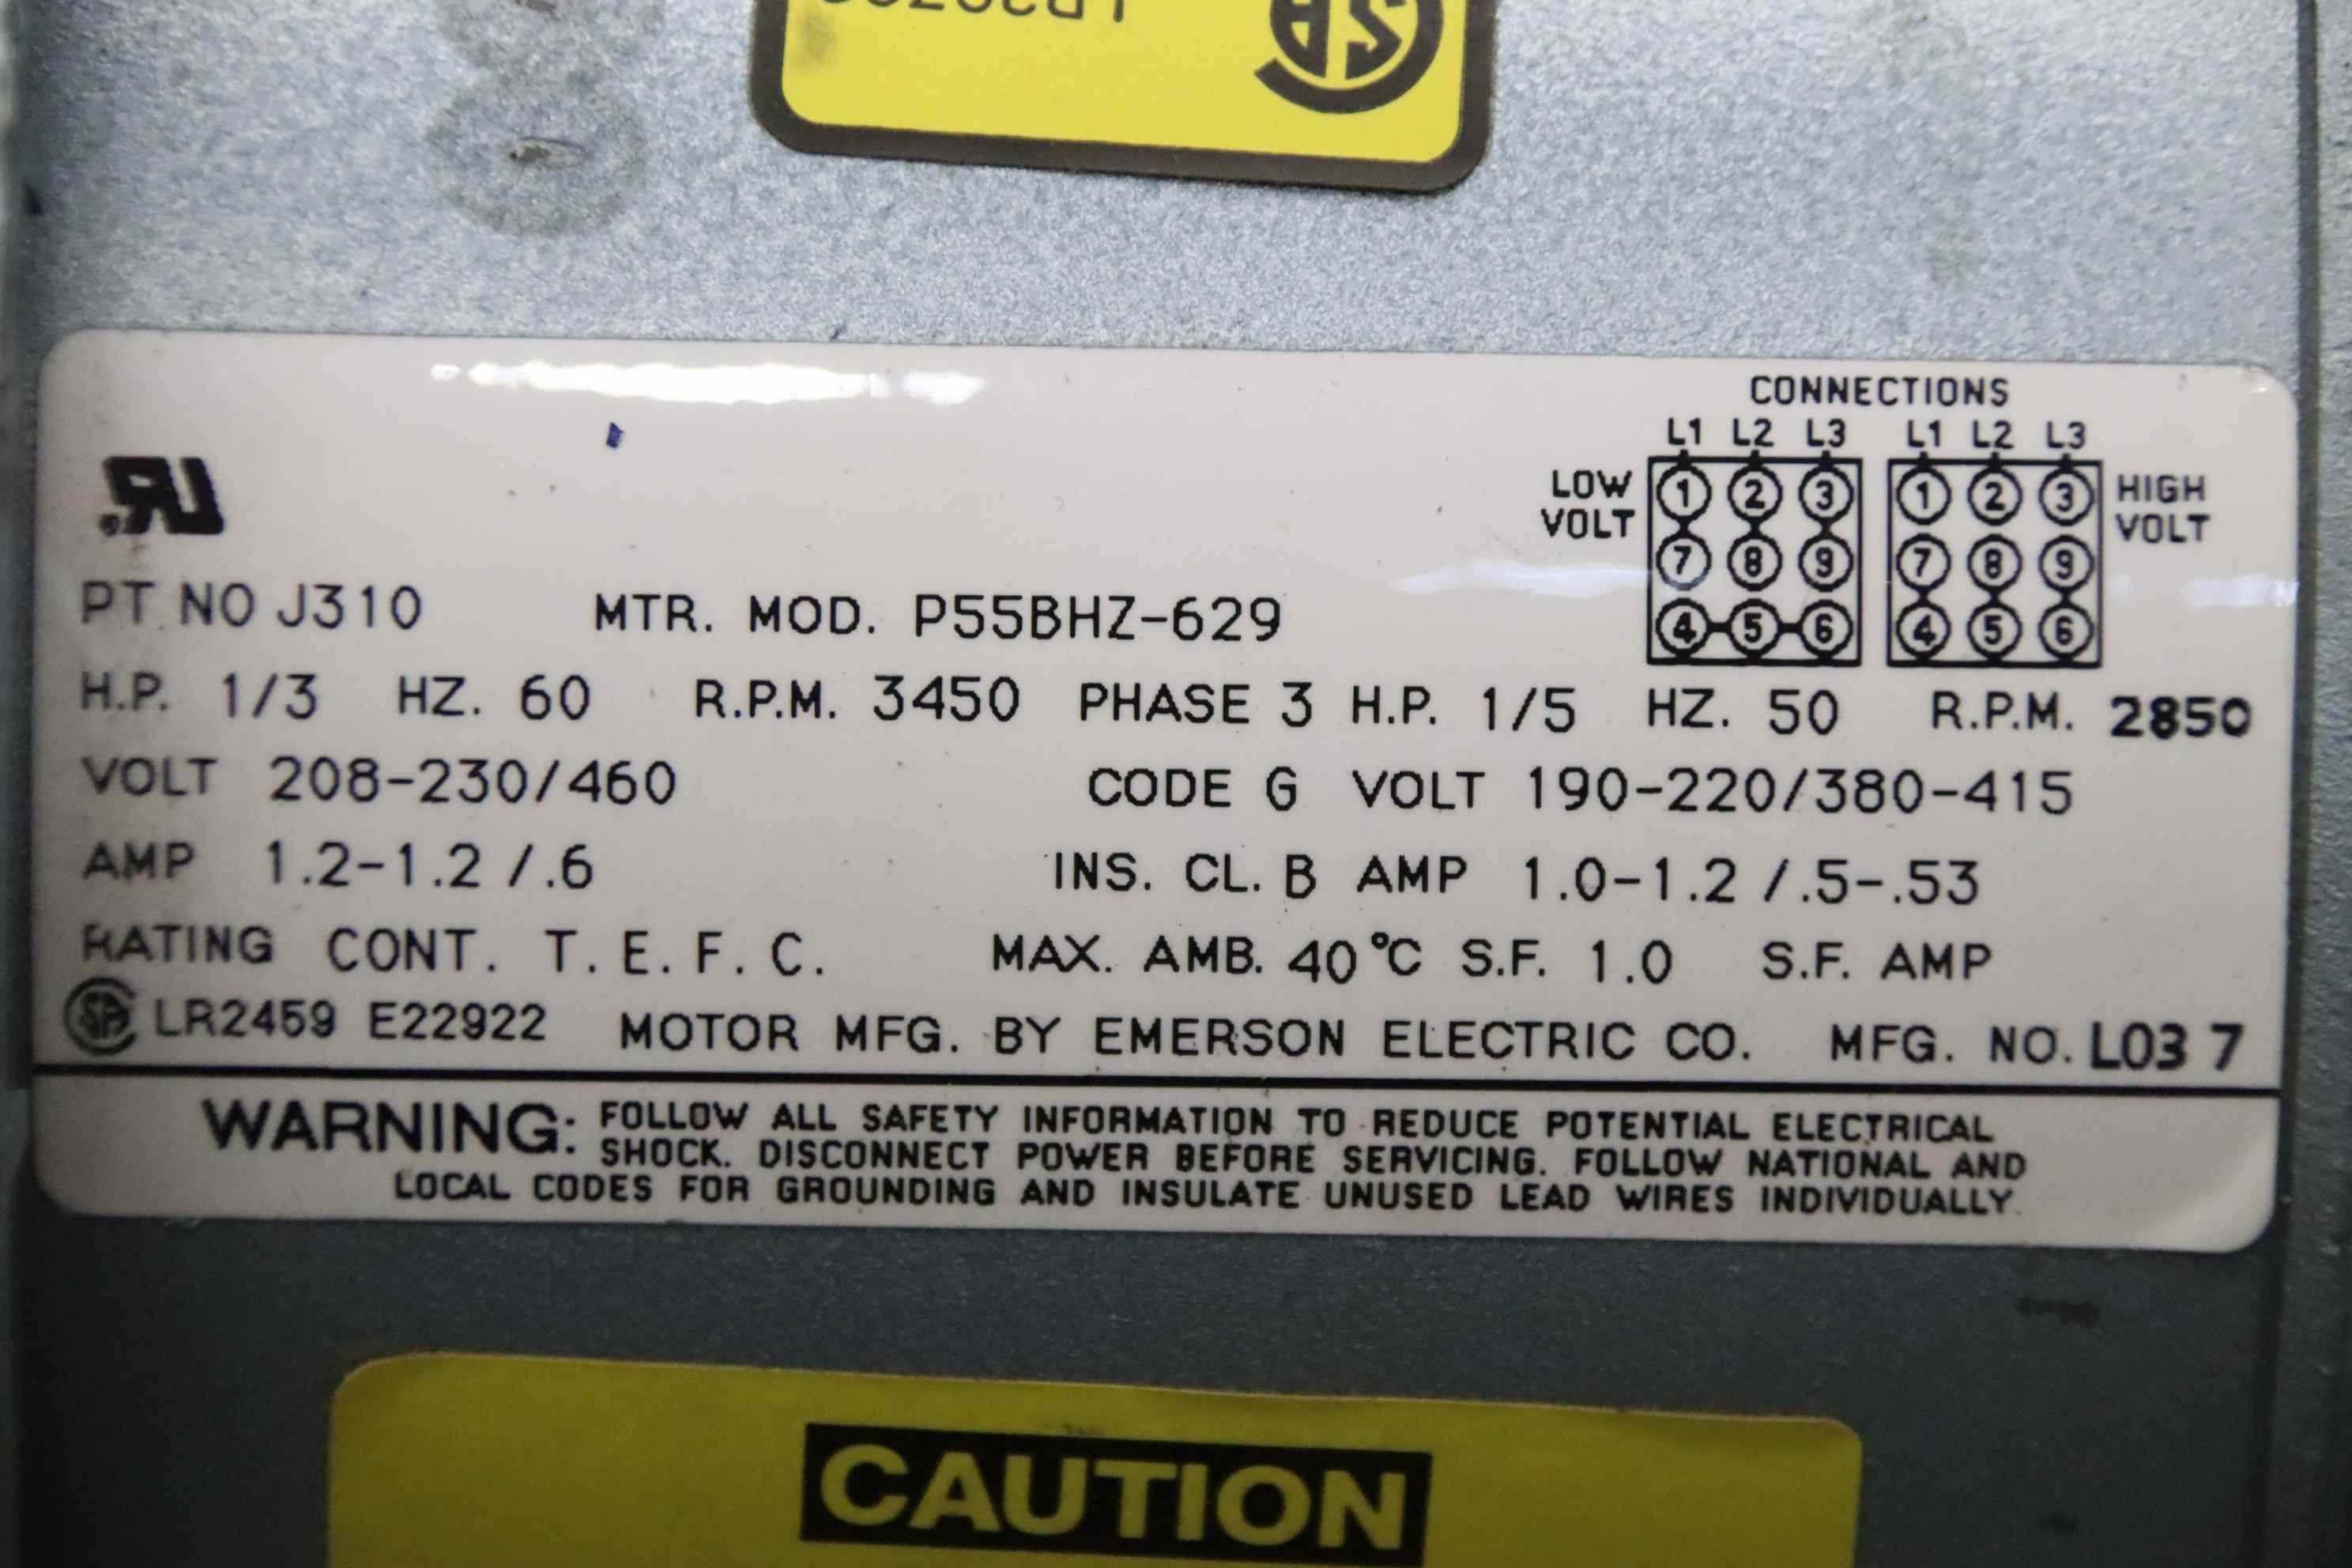 CONNECTIONS
L1 L2 L3 L1 L2 L3
LOW VOLT 1 2 3 1 2 3 HIGH VOLT
7 8 9 7 8 9
4 5 6 4 5 6
PT NO J310 MTR. MOD. P55BHZ-629
H.P. 1/3 HZ. 60 R.P.M. 3450 PHASE 3 H.P. 1/5 HZ. 50 R.P.M. 2850
VOLT 208-230/460 CODE G VOLT 190-220/380-415
AMP 1.2-1.2/.6 INS. CL. B AMP 1.0-1.2/.5-.53
RATING CONT. T.E.F.C. MAX. AMB. 40°C S.F. 1.0 S.F. AMP
LR2459 E22922 MOTOR MFG. BY EMERSON ELECTRIC CO. MFG. NO. L03 7
WARNING: FOLLOW ALL SAFETY INFORMATION TO REDUCE POTENTIAL ELECTRICAL
SHOCK. DISCONNECT POWER BEFORE SERVICING. FOLLOW NATIONAL AND
LOCAL CODES FOR GROUNDING AND INSULATE UNUSED LEAD WIRES INDIVIDUALLY.
CAUTION